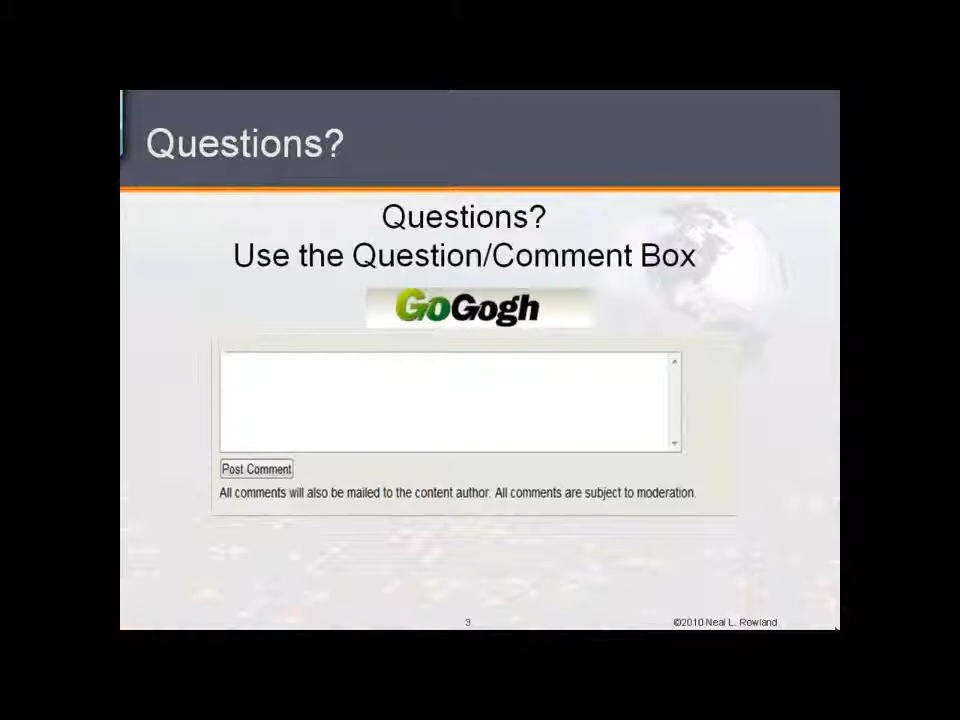 Questions?
Questions?
Use the Question/Comment Box
GoGogh
Post Comment
All comments will also be mailed to the content author. All comments are subject to moderation.
3
©2010 Neal L. Rowland